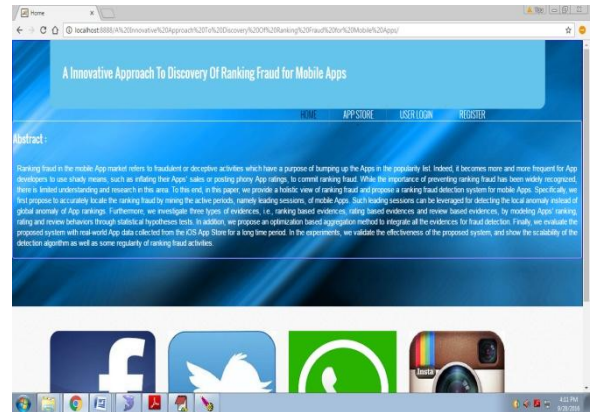 Home
localhost:8888/A%20Innovative%20Approach%20To%20Discovery%20Of%20Ranking%20Fraud%20for%20Mobile%20Apps/
A Innovative Approach To Discovery Of Ranking Fraud for Mobile Apps
HOME APP STORE USER LOGIN REGISTER
Abstract :
Ranking fraud in the mobile App market refers to fraudulent or deceptive activities which have a purpose of bumping up the Apps in the popularity list. Indeed, it becomes more and more frequent for App
developers to use shady means, such as inflating their Apps' sales or posting phony App ratings, to commit ranking fraud. While the importance of preventing ranking fraud has been widely recognized,
there is limited understanding and research in this area. To this end, in this paper, we provide a holistic view of ranking fraud and propose a ranking fraud detection system for mobile Apps. Specifically, we
first propose to accurately locate the ranking fraud by mining the active periods, namely leading sessions, of mobile Apps. Such leading sessions can be leveraged for detecting the local anomaly instead of
global anomaly of App rankings. Furthermore, we investigate three types of evidences, i.e., ranking based evidences, rating based evidences and review based evidences, by modeling Apps' ranking,
rating and review behaviors through statistical hypotheses tests. In addition, we propose an optimization based aggregation method to integrate all the evidences for fraud detection. Finally, we evaluate the
proposed system with real-world App data collected from the iOS App Store for a long time period. In the experiments, we validate the effectiveness of the proposed system, and show the scalability of the
detection algorithm as well as some regularity of ranking fraud activities.
Insta
4:02 PM